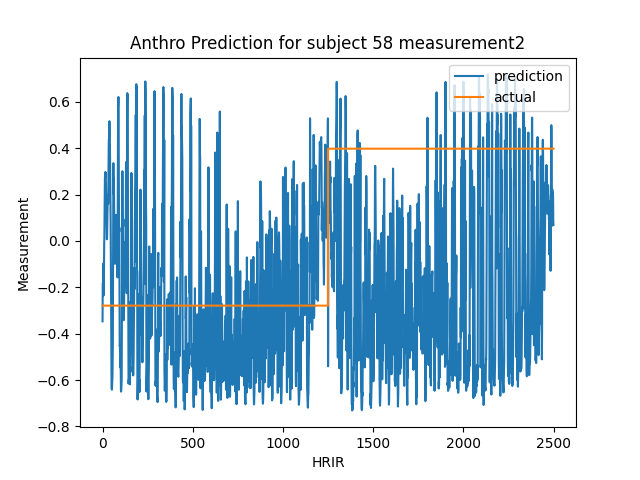 Anthro Prediction for subject 58 measurement2
prediction
actual
Measurement
0.6
0.4
0.2
0.0
−0.2
−0.4
−0.6
−0.8
0 500 1000 1500 2000 2500
HRIR